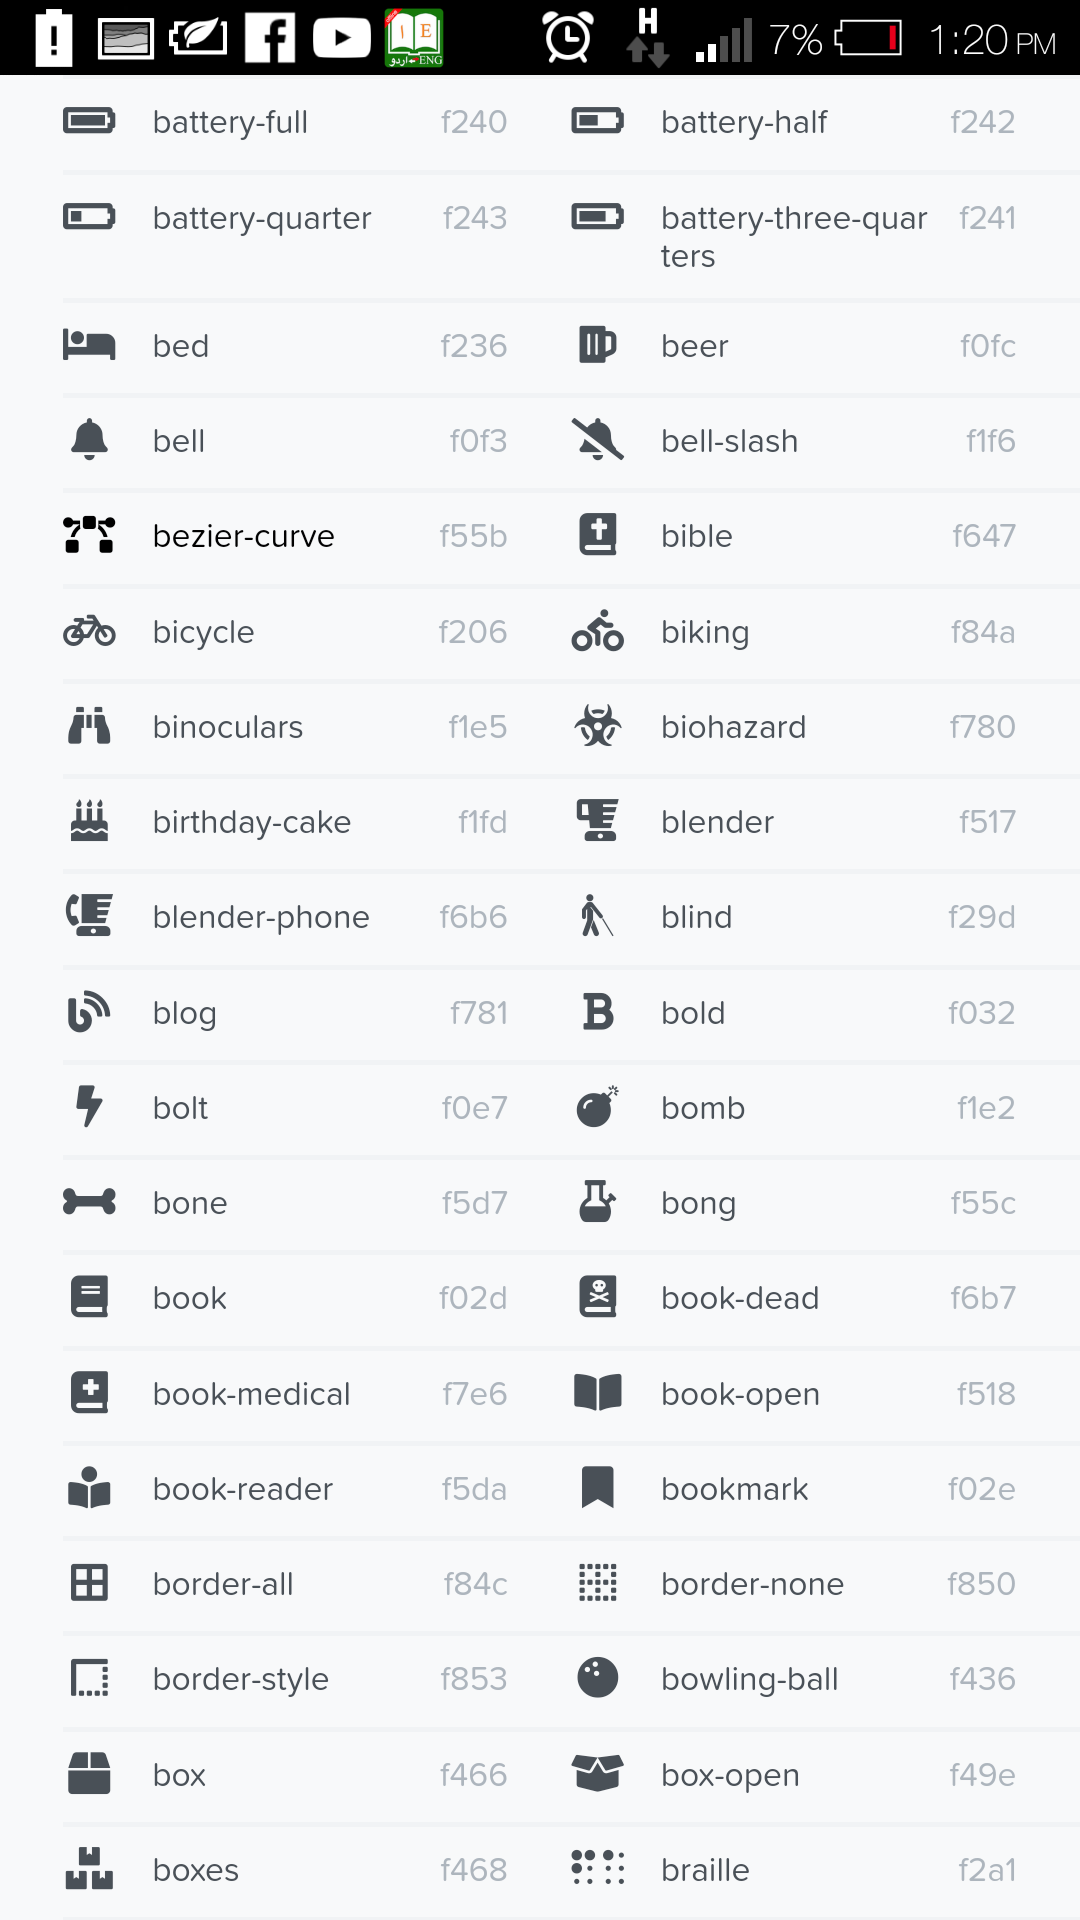 7% 1:20 PM
battery-full f240 battery-half f242
battery-quarter f243 battery-three-quar f241
ters
bed f236 beer f0fc
bell f0f3 bell-slash f1f6
bezier-curve f55b bible f647
bicycle f206 biking f84a
binoculars f1e5 biohazard f780
birthday-cake f1fd blender f517
blender-phone f6b6 blind f29d
blog f781 bold f032
bolt f0e7 bomb f1e2
bone f5d7 bong f55c
book f02d book-dead f6b7
book-medical f7e6 book-open f518
book-reader f5da bookmark f02e
border-all f84c border-none f850
border-style f853 bowling-ball f436
box f466 box-open f49e
boxes f468 braille f2a1